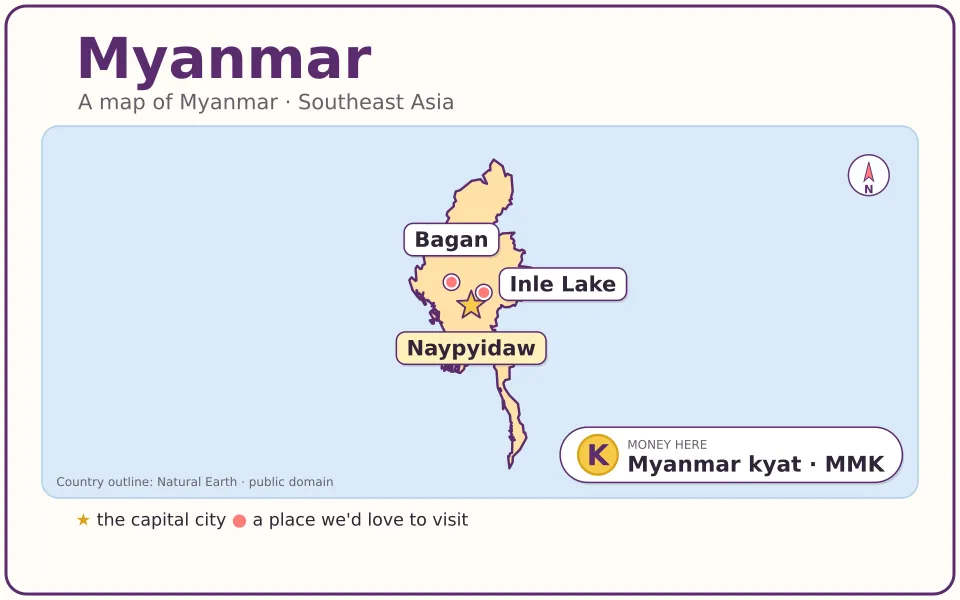 Myanmar
A map of Myanmar · Southeast Asia
N
Bagan
Inle Lake
Naypyidaw
K
MONEY HERE
Myanmar kyat · MMK
Country outline: Natural Earth · public domain
★ the capital city ● a place we'd love to visit